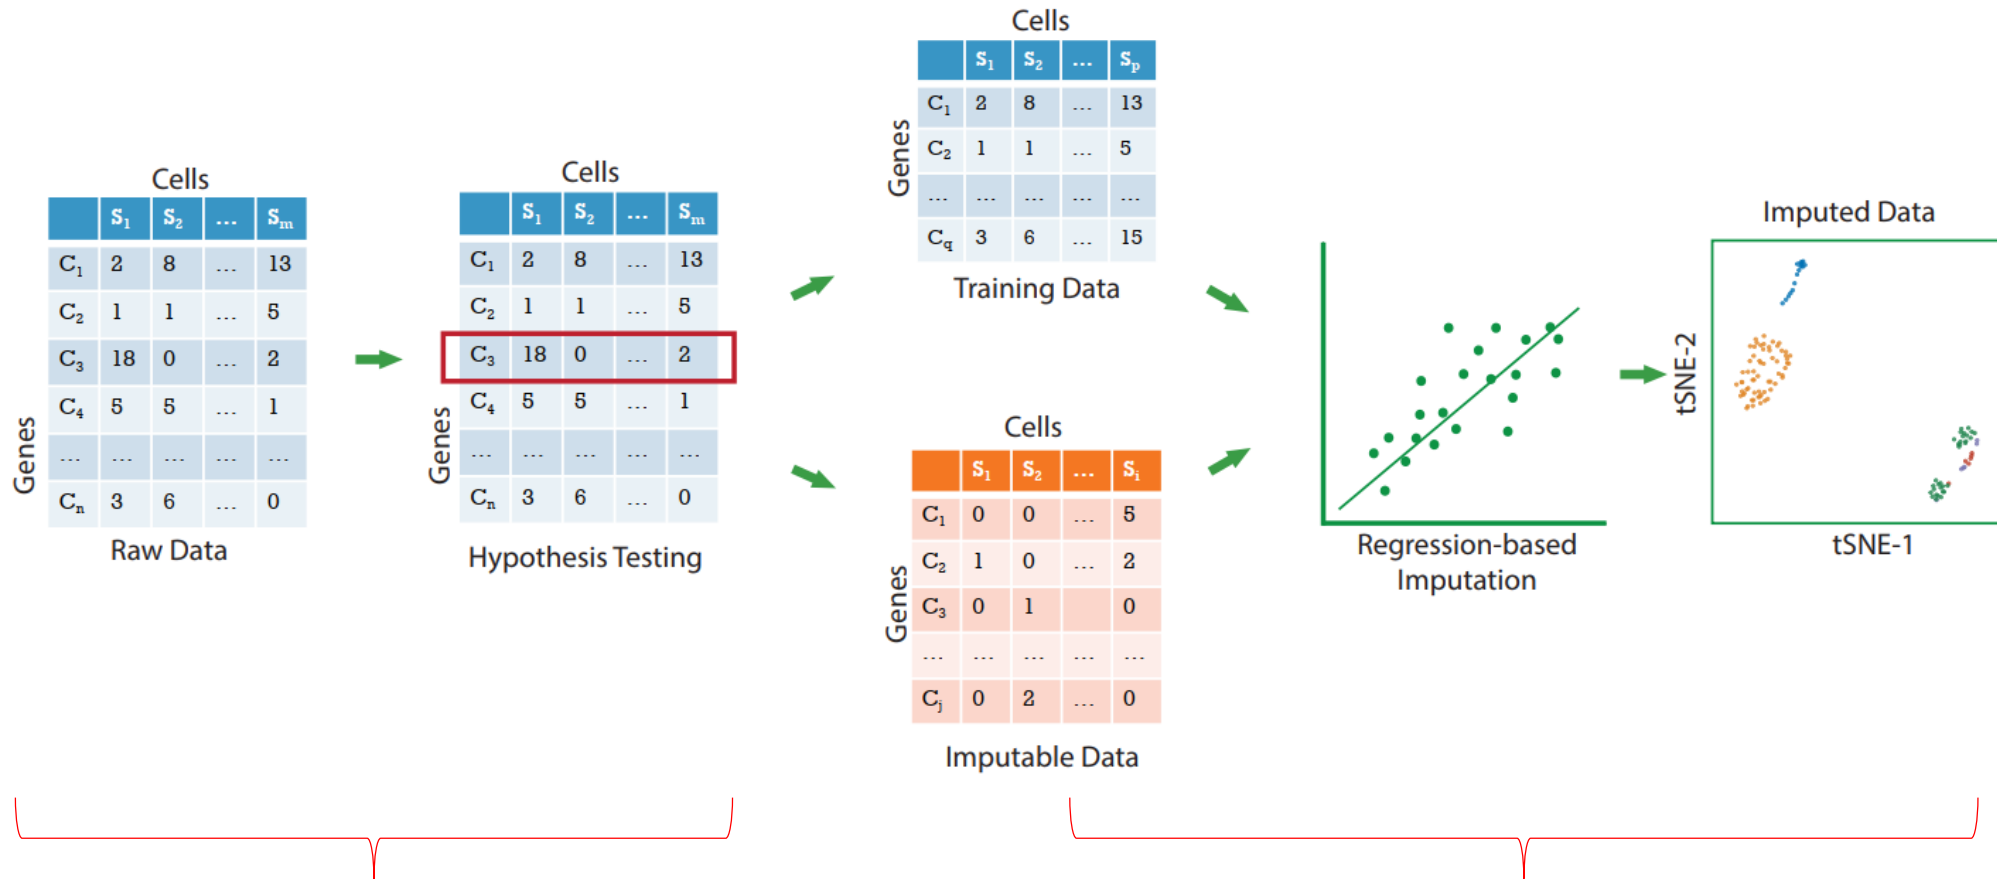 Cells
S₁ S₂ ... Sₘ
C₁ 2 8 ... 13
C₂ 1 1 ... 5
C₃ 18 0 ... 2
C₄ 5 5 ... 1
... ... ... ... ...
Cₙ 3 6 ... 0
Genes
Raw Data
Cells
S₁ S₂ ... Sₘ
C₁ 2 8 ... 13
C₂ 1 1 ... 5
C₃ 18 0 ... 2
C₄ 5 5 ... 1
... ... ... ... ...
Cₙ 3 6 ... 0
Genes
Hypothesis Testing
Cells
S₁ S₂ ... Sₚ
C₁ 2 8 ... 13
C₂ 1 1 ... 5
... ... ... ... ...
C_q 3 6 ... 15
Genes
Training Data
Cells
S₁ S₂ ... Sᵢ
C₁ 0 0 ... 5
C₂ 1 0 ... 2
C₃ 0 1 0
... ... ... ... ...
Cⱼ 0 2 ... 0
Genes
Imputable Data
Regression-based
Imputation
Imputed Data
tSNE-2
tSNE-1